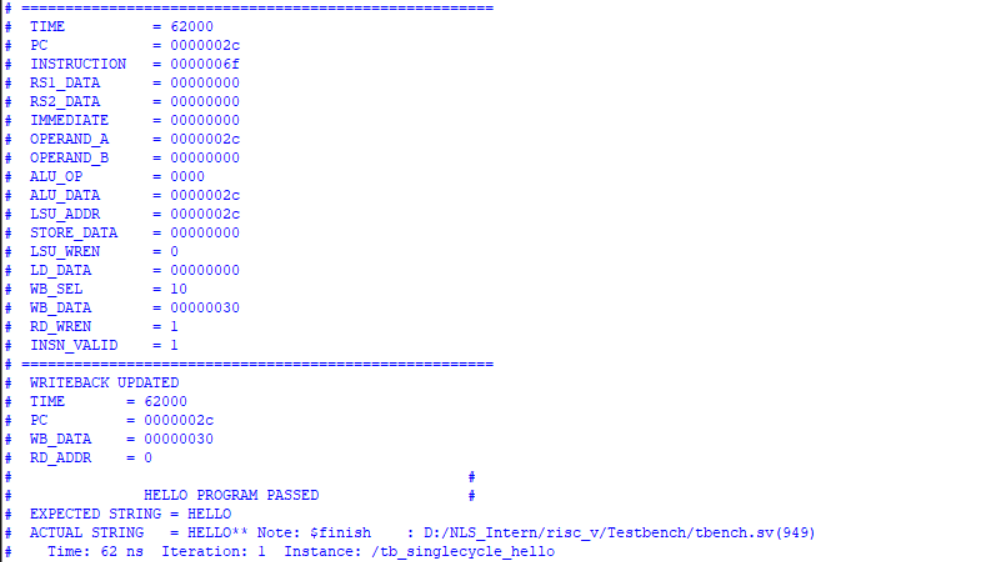 # ======================================================
# TIME = 62000
# PC = 0000002c
# INSTRUCTION = 0000006f
# RS1_DATA = 00000000
# RS2_DATA = 00000000
# IMMEDIATE = 00000000
# OPERAND_A = 0000002c
# OPERAND_B = 00000000
# ALU_OP = 0000
# ALU_DATA = 0000002c
# LSU_ADDR = 0000002c
# STORE_DATA = 00000000
# LSU_WREN = 0
# LD_DATA = 00000000
# WB_SEL = 10
# WB_DATA = 00000030
# RD_WREN = 1
# INSN_VALID = 1
# ======================================================
# WRITEBACK UPDATED
# TIME = 62000
# PC = 0000002c
# WB_DATA = 00000030
# RD_ADDR = 0
# #
# HELLO PROGRAM PASSED #
# EXPECTED STRING = HELLO
# ACTUAL STRING = HELLO** Note: $finish : D:/NLS_Intern/risc_v/Testbench/tbench.sv(949)
# Time: 62 ns Iteration: 1 Instance: /tb_singlecycle_hello